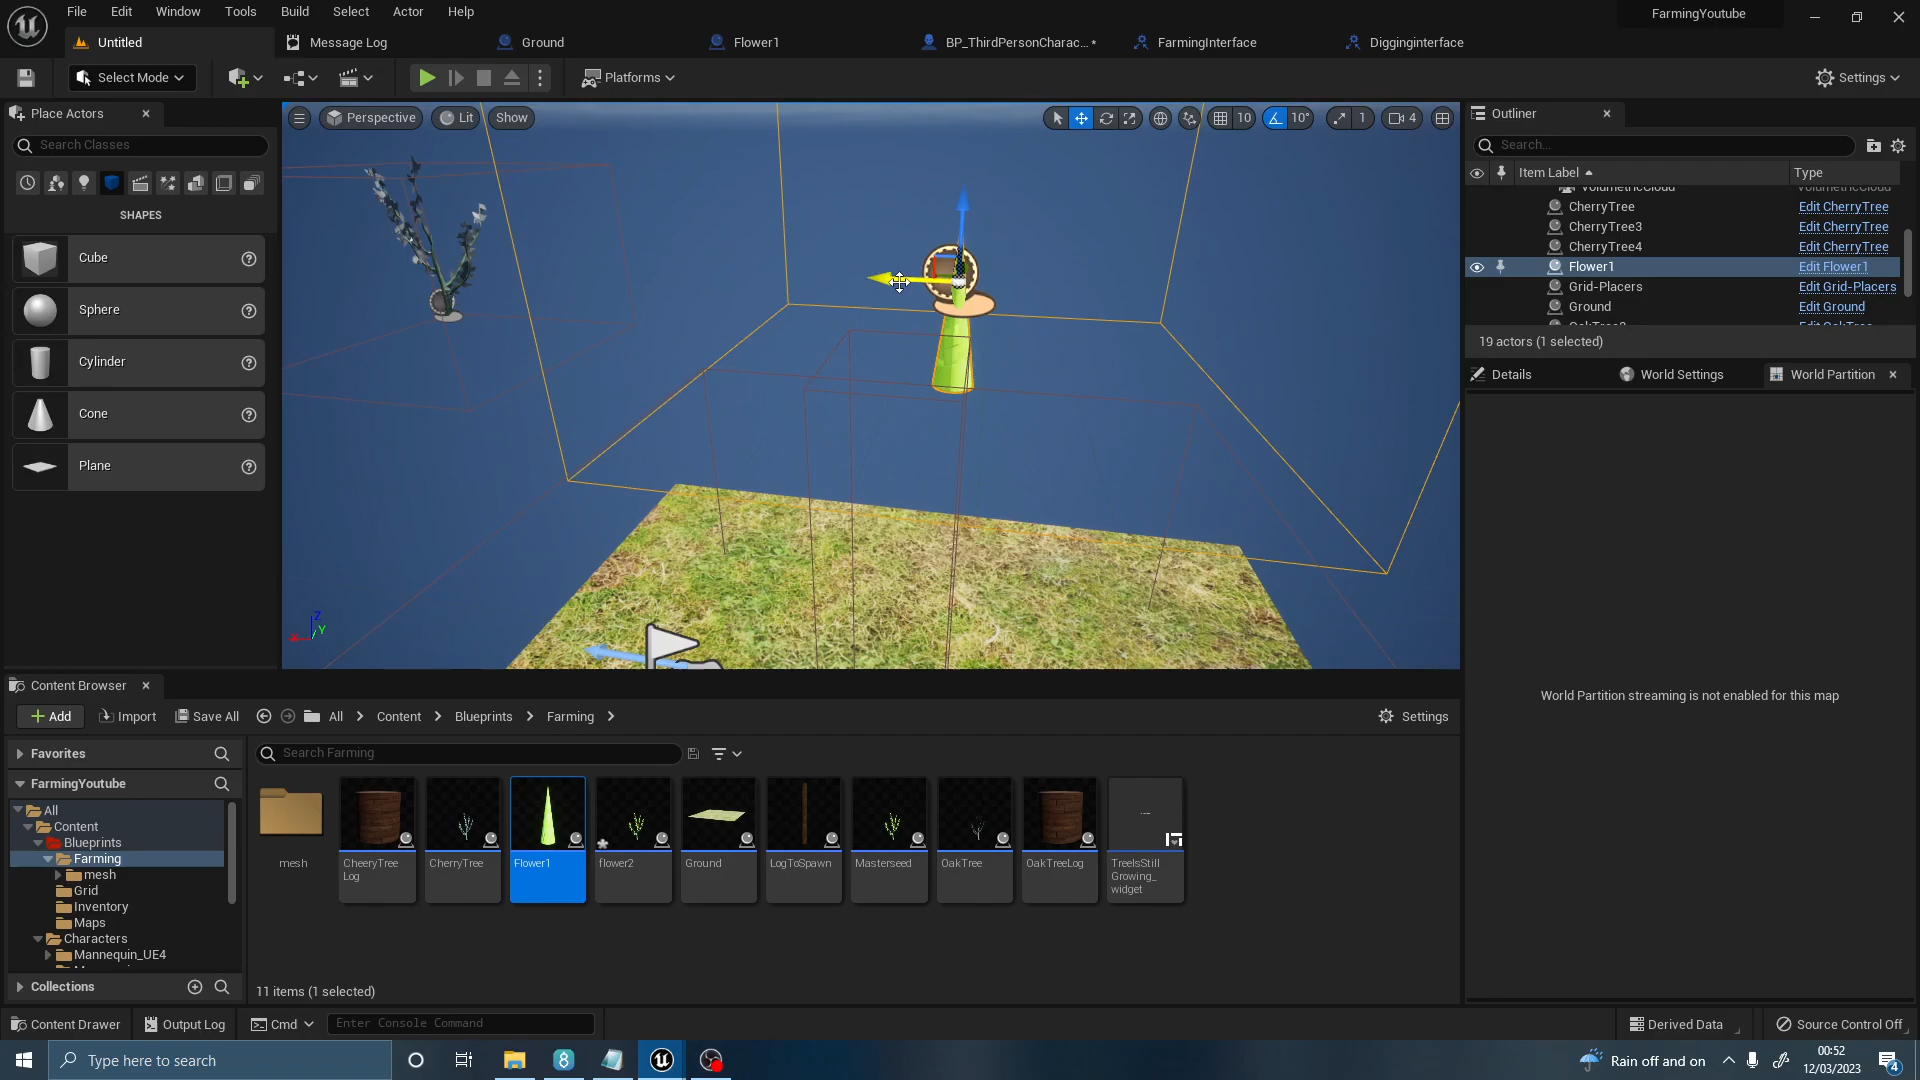 File Edit Window Tools Build Select Actor Help
FarmingYoutube
Untitled
Message Log
Ground
Flower1
BP_ThirdPersonCharac...*
FarmingInterface
Digginginterface
Select Mode
Platforms
Settings
Place Actors
Search Classes
SHAPES
Cube
Sphere
Cylinder
Cone
Plane
Perspective
Lit
Show
10
10°
1
4
Z
Y
X
Outliner
Search...
Item Label
Type
VolumetricCloud VolumetricCloud
CherryTree Edit CherryTree
CherryTree3 Edit CherryTree
CherryTree4 Edit CherryTree
Flower1 Edit Flower1
Grid-Placers Edit Grid-Placers
Ground Edit Ground
19 actors (1 selected)
Details
World Settings
World Partition
World Partition streaming is not enabled for this map
Content Browser
Add
Import
Save All
All
Content
Blueprints
Farming
Settings
Favorites
FarmingYoutube
All
Content
Blueprints
Farming
mesh
Grid
Inventory
Maps
Characters
Mannequin_UE4
Collections
Search Farming
mesh
CheeryTree
Log
CherryTree
Flower1
flower2
Ground
LogToSpawn
Masterseed
OakTree
OakTreeLog
TreeIsStill
Growing_
widget
11 items (1 selected)
Content Drawer
Output Log
Cmd
Enter Console Command
Derived Data
Source Control Off
Type here to search
Rain off and on
00:52
12/03/2023
4